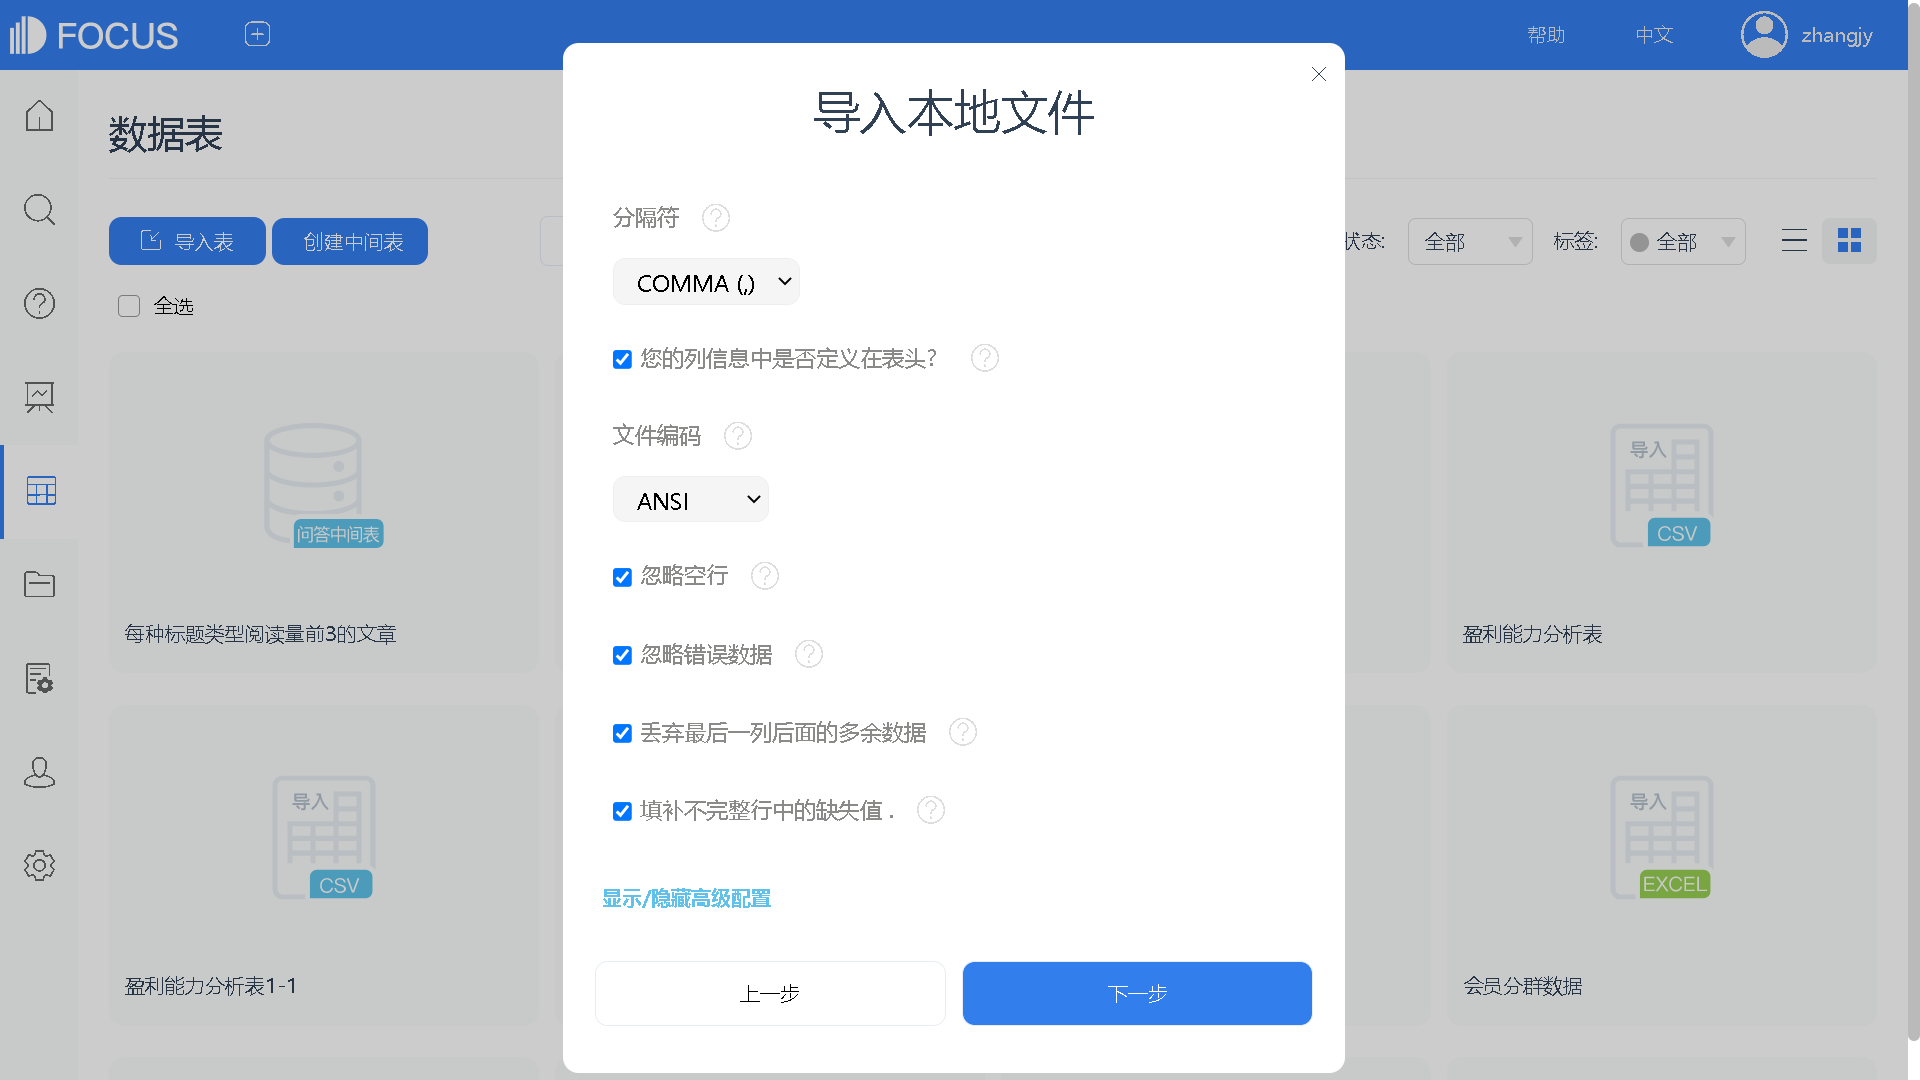 FOCUS
帮助
中文
zhangjy
数据表
导入表
创建中间表
状态:
全部
标签:
全部
全选
导入本地文件
分隔符 ?
COMMA (,)
您的列信息中是否定义在表头? ?
文件编码 ?
ANSI
忽略空行 ?
忽略错误数据 ?
丢弃最后一列后面的多余数据 ?
填补不完整行中的缺失值 . ?
显示/隐藏高级配置
上一步
下一步
问答中间表
每种标题类型阅读量前3的文章
导入
CSV
盈利能力分析表
导入
CSV
盈利能力分析表1-1
导入
EXCEL
会员分群数据